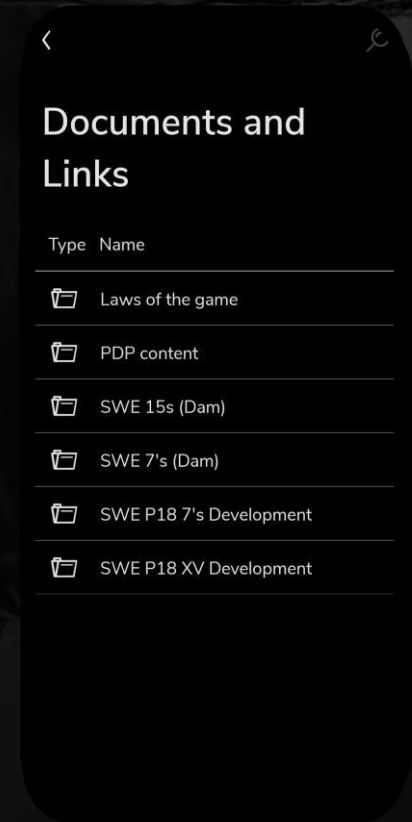 Documents and
Links
Type Name
Laws of the game
PDP content
SWE 15s (Dam)
SWE 7's (Dam)
SWE P18 7's Development
SWE P18 XV Development